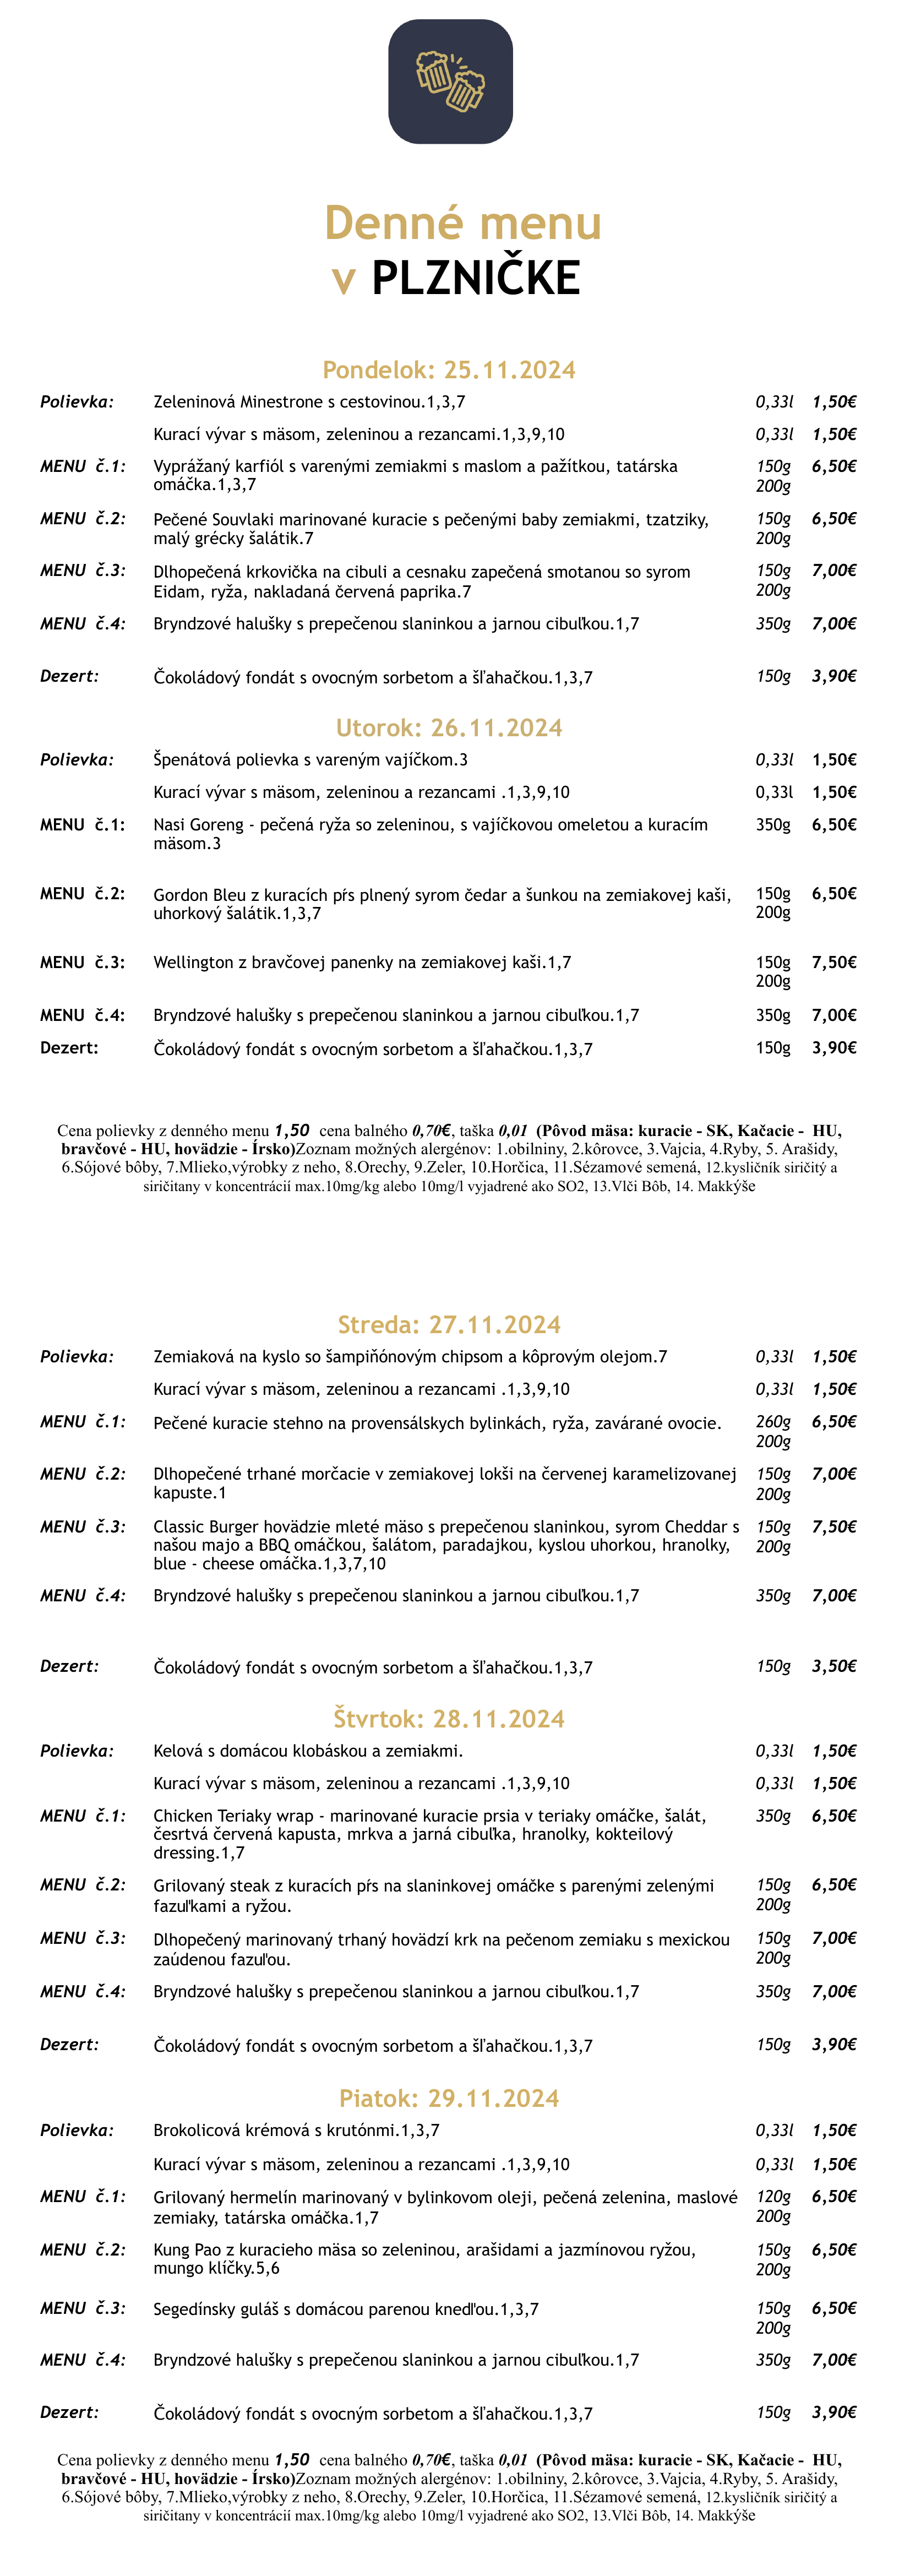 Denné menu
v PLZNIČKE
Pondelok: 25.11.2024
Polievka: Zeleninová Minestrone s cestovinou.1,3,7 0,33l 1,50€
Kurací vývar s mäsom, zeleninou a rezancami.1,3,9,10 0,33l 1,50€
MENU č.1: Vyprážaný karfiól s varenými zemiakmi s maslom a pažítkou, tatárska 150g 6,50€
omáčka.1,3,7 200g
MENU č.2: Pečené Souvlaki marinované kuracie s pečenými baby zemiakmi, tzatziky, 150g 6,50€
malý grécky šalátik.7 200g
MENU č.3: Dlhopečená krkovička na cibuli a cesnaku zapečená smotanou so syrom 150g 7,00€
Eidam, ryža, nakladaná červená paprika.7 200g
MENU č.4: Bryndzové halušky s prepečenou slaninkou a jarnou cibuľkou.1,7 350g 7,00€
Dezert: Čokoládový fondát s ovocným sorbetom a šľahačkou.1,3,7 150g 3,90€
Utorok: 26.11.2024
Polievka: Špenátová polievka s vareným vajíčkom.3 0,33l 1,50€
Kurací vývar s mäsom, zeleninou a rezancami .1,3,9,10 0,33l 1,50€
MENU č.1: Nasi Goreng - pečená ryža so zeleninou, s vajíčkovou omeletou a kuracím 350g 6,50€
mäsom.3
MENU č.2: Gordon Bleu z kuracích pŕs plnený syrom čedar a šunkou na zemiakovej kaši, 150g 6,50€
uhorkový šalátik.1,3,7 200g
MENU č.3: Wellington z bravčovej panenky na zemiakovej kaši.1,7 150g 7,50€
200g
MENU č.4: Bryndzové halušky s prepečenou slaninkou a jarnou cibuľkou.1,7 350g 7,00€
Dezert: Čokoládový fondát s ovocným sorbetom a šľahačkou.1,3,7 150g 3,90€
Cena polievky z denného menu 1,50 cena balného 0,70€, taška 0,01 (Pôvod mäsa: kuracie - SK, Kačacie - HU,
bravčové - HU, hovädzie - Írsko)Zoznam možných alergénov: 1.obilniny, 2.kôrovce, 3.Vajcia, 4.Ryby, 5. Arašidy,
6.Sójové bôby, 7.Mlieko,výrobky z neho, 8.Orechy, 9.Zeler, 10.Horčica, 11.Sézamové semená, 12.kysličník siričitý a
siričitany v koncentrácií max.10mg/kg alebo 10mg/l vyjadrené ako SO2, 13.Vlči Bôb, 14. Makkýše
Streda: 27.11.2024
Polievka: Zemiaková na kyslo so šampiňónovým chipsom a kôprovým olejom.7 0,33l 1,50€
Kurací vývar s mäsom, zeleninou a rezancami .1,3,9,10 0,33l 1,50€
MENU č.1: Pečené kuracie stehno na provensálskych bylinkách, ryža, zavárané ovocie. 260g 6,50€
200g
MENU č.2: Dlhopečené trhané morčacie v zemiakovej lokši na červenej karamelizovanej 150g 7,00€
kapuste.1 200g
MENU č.3: Classic Burger hovädzie mleté mäso s prepečenou slaninkou, syrom Cheddar s 150g 7,50€
našou majo a BBQ omáčkou, šalátom, paradajkou, kyslou uhorkou, hranolky, 200g
blue - cheese omáčka.1,3,7,10
MENU č.4: Bryndzové halušky s prepečenou slaninkou a jarnou cibuľkou.1,7 350g 7,00€
Dezert: Čokoládový fondát s ovocným sorbetom a šľahačkou.1,3,7 150g 3,50€
Štvrtok: 28.11.2024
Polievka: Kelová s domácou klobáskou a zemiakmi. 0,33l 1,50€
Kurací vývar s mäsom, zeleninou a rezancami .1,3,9,10 0,33l 1,50€
MENU č.1: Chicken Teriaky wrap - marinované kuracie prsia v teriaky omáčke, šalát, 350g 6,50€
česrtvá červená kapusta, mrkva a jarná cibuľka, hranolky, kokteilový
dressing.1,7
MENU č.2: Grilovaný steak z kuracích pŕs na slaninkovej omáčke s parenými zelenými 150g 6,50€
fazuľkami a ryžou. 200g
MENU č.3: Dlhopečený marinovaný trhaný hovädzí krk na pečenom zemiaku s mexickou 150g 7,00€
zaúdenou fazuľou. 200g
MENU č.4: Bryndzové halušky s prepečenou slaninkou a jarnou cibuľkou.1,7 350g 7,00€
Dezert: Čokoládový fondát s ovocným sorbetom a šľahačkou.1,3,7 150g 3,90€
Piatok: 29.11.2024
Polievka: Brokolicová krémová s krutónmi.1,3,7 0,33l 1,50€
Kurací vývar s mäsom, zeleninou a rezancami .1,3,9,10 0,33l 1,50€
MENU č.1: Grilovaný hermelín marinovaný v bylinkovom oleji, pečená zelenina, maslové 120g 6,50€
zemiaky, tatárska omáčka.1,7 200g
MENU č.2: Kung Pao z kuracieho mäsa so zeleninou, arašidami a jazmínovou ryžou, 150g 6,50€
mungo klíčky.5,6 200g
MENU č.3: Segedínsky guláš s domácou parenou knedľou.1,3,7 150g 6,50€
200g
MENU č.4: Bryndzové halušky s prepečenou slaninkou a jarnou cibuľkou.1,7 350g 7,00€
Dezert: Čokoládový fondát s ovocným sorbetom a šľahačkou.1,3,7 150g 3,90€
Cena polievky z denného menu 1,50 cena balného 0,70€, taška 0,01 (Pôvod mäsa: kuracie - SK, Kačacie - HU,
bravčové - HU, hovädzie - Írsko)Zoznam možných alergénov: 1.obilniny, 2.kôrovce, 3.Vajcia, 4.Ryby, 5. Arašidy,
6.Sójové bôby, 7.Mlieko,výrobky z neho, 8.Orechy, 9.Zeler, 10.Horčica, 11.Sézamové semená, 12.kysličník siričitý a
siričitany v koncentrácií max.10mg/kg alebo 10mg/l vyjadrené ako SO2, 13.Vlči Bôb, 14. Makkýše